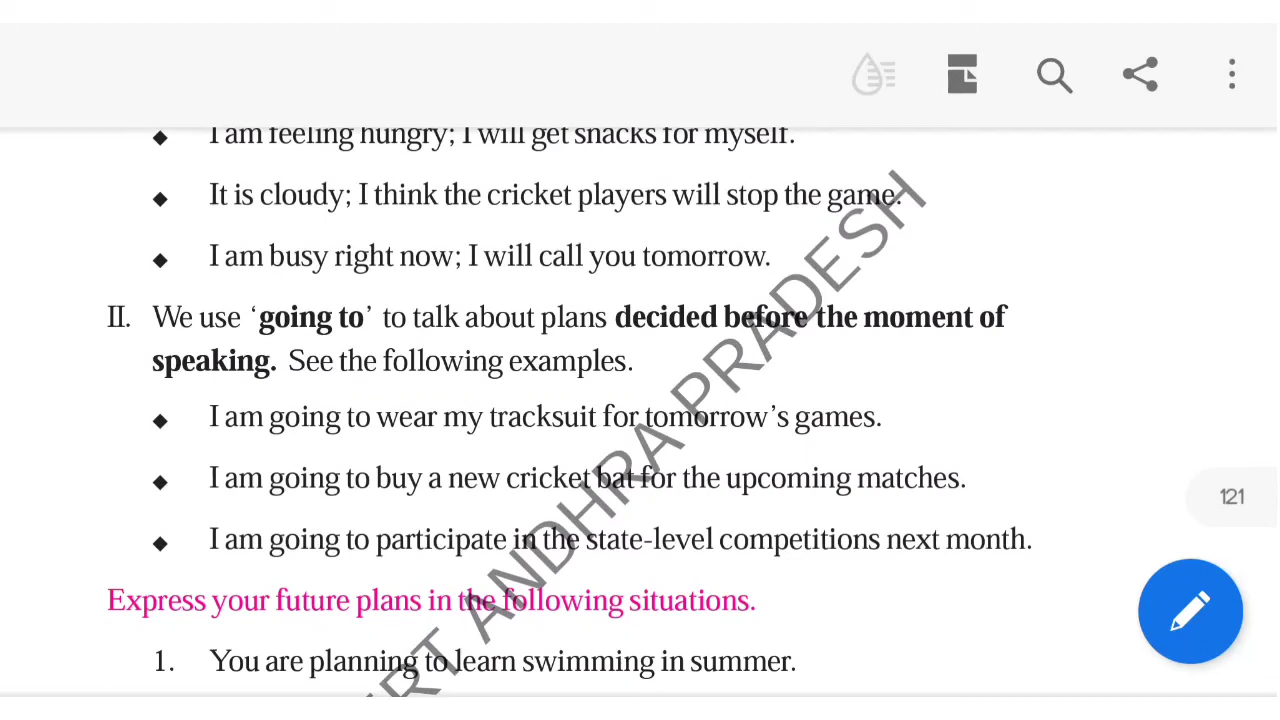 ◆ I am feeling hungry; I will get snacks for myself.
◆ It is cloudy; I think the cricket players will stop the game.
◆ I am busy right now; I will call you tomorrow.
II. We use ‘going to’ to talk about plans decided before the moment of
speaking. See the following examples.
◆ I am going to wear my tracksuit for tomorrow’s games.
◆ I am going to buy a new cricket bat for the upcoming matches.
◆ I am going to participate in the state-level competitions next month.
Express your future plans in the following situations.
1. You are planning to learn swimming in summer.
121
ERT ANDHRA PRADESH